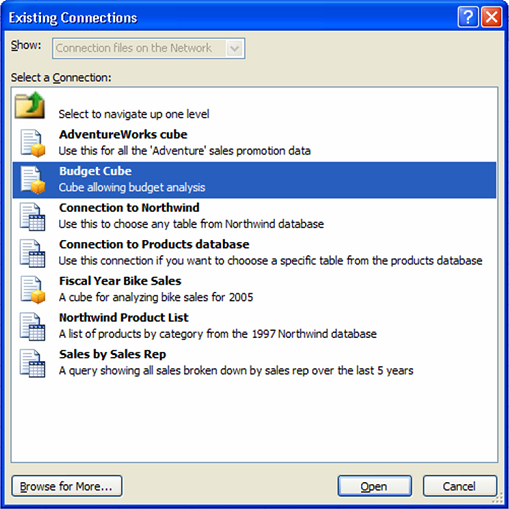 Existing Connections
Show: Connection files on the Network
Select a Connection:
Select to navigate up one level
AdventureWorks cube
Use this for all the 'Adventure' sales promotion data
Budget Cube
Cube allowing budget analysis
Connection to Northwind
Use this to choose any table from Northwind database
Connection to Products database
Use this connection if you want to chooose a specific table from the products database
Fiscal Year Bike Sales
A cube for analyzing bike sales for 2005
Northwind Product List
A list of products by category from the 1997 Northwind database
Sales by Sales Rep
A query showing all sales broken down by sales rep over the last 5 years
Browse for More... Open Cancel